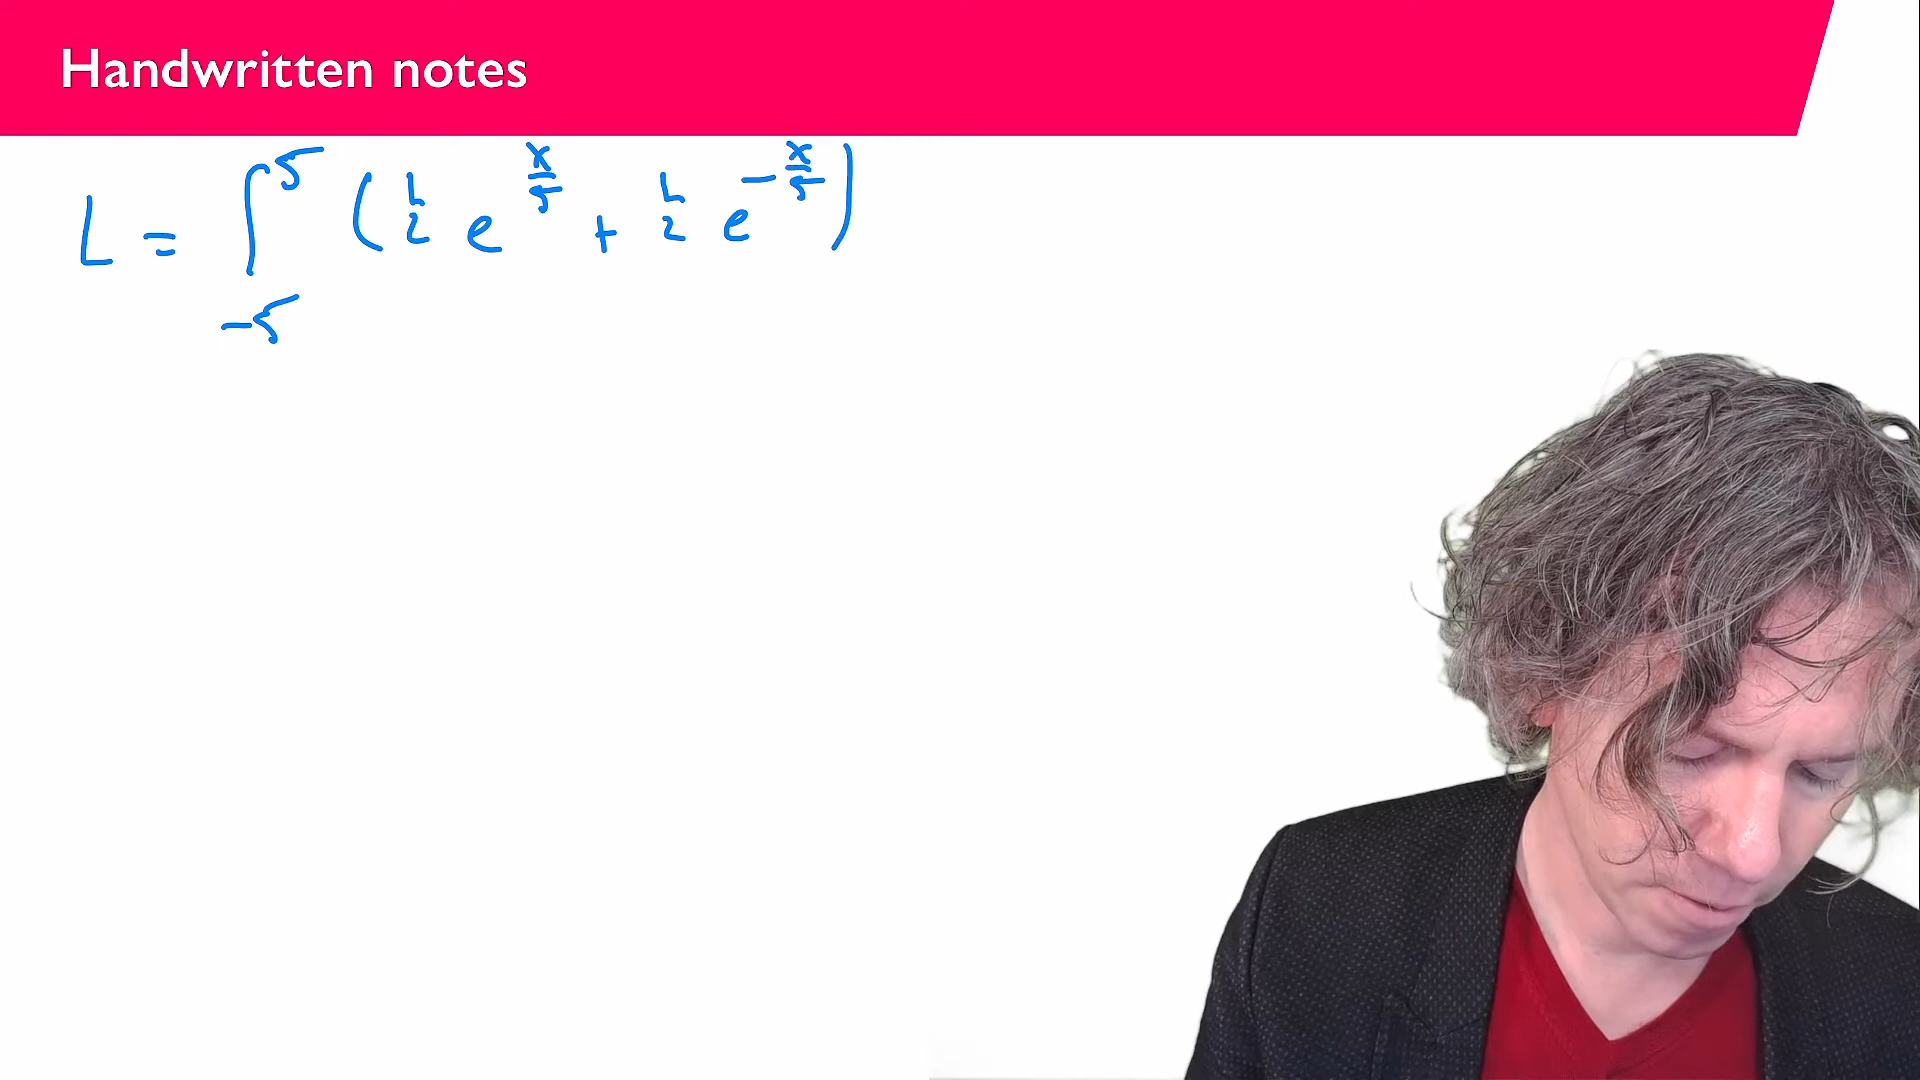 Handwritten notes
L = ∫_{-5}^{5} (½ e^{x/5} + ½ e^{-x/5})